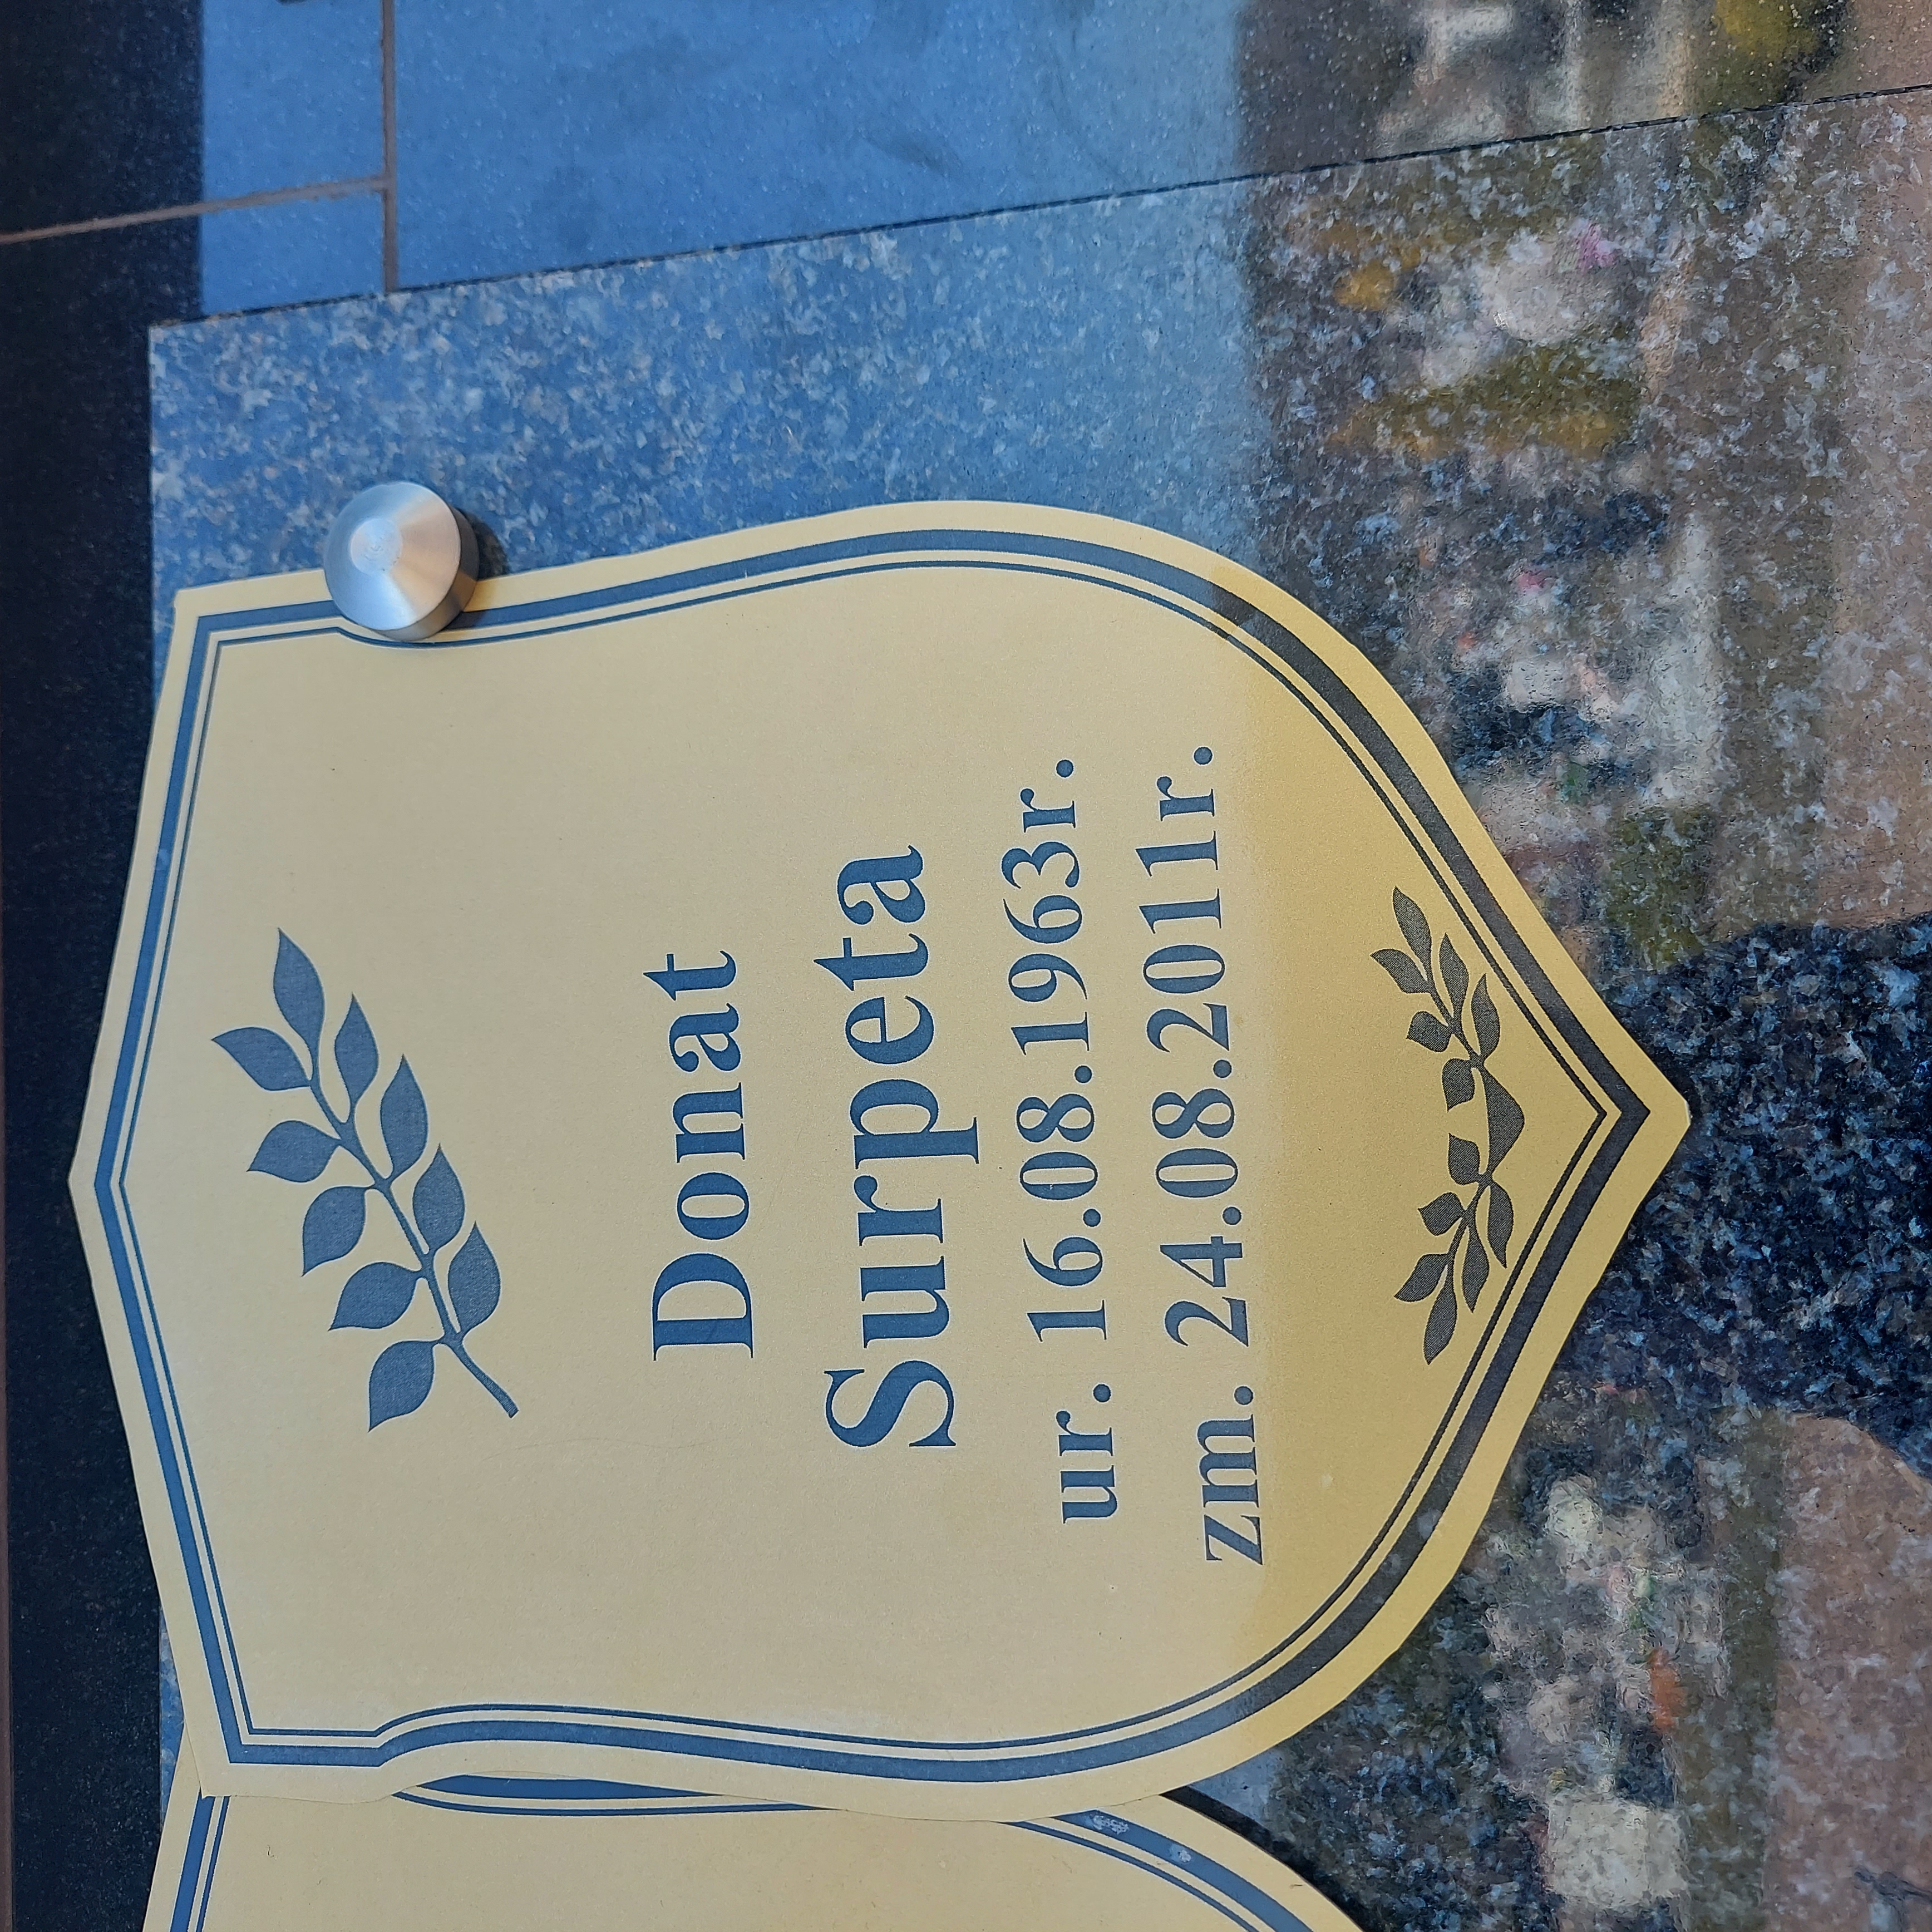 Donat
Surpeta
ur. 16.08.1963r.
zm. 24.08.2011r.